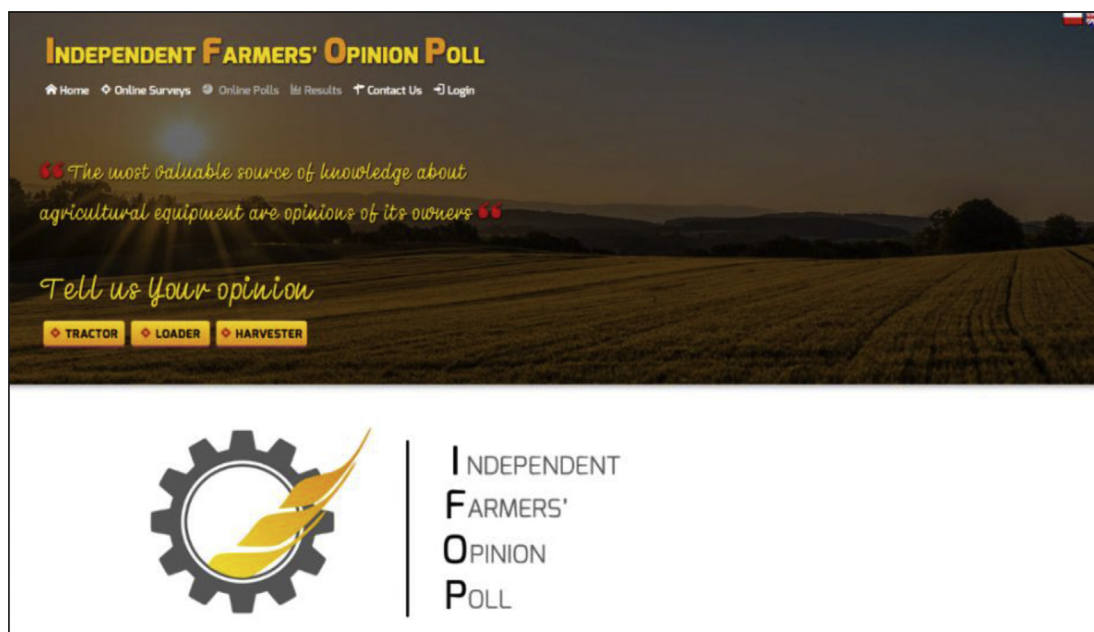 INDEPENDENT FARMERS' OPINION POLL
Home Online Surveys Online Polls Results Contact Us Login
“ The most valuable source of knowledge about
agricultural equipment are opinions of its owners “
Tell us Your opinion
TRACTOR LOADER HARVESTER
INDEPENDENT
FARMERS'
OPINION
POLL